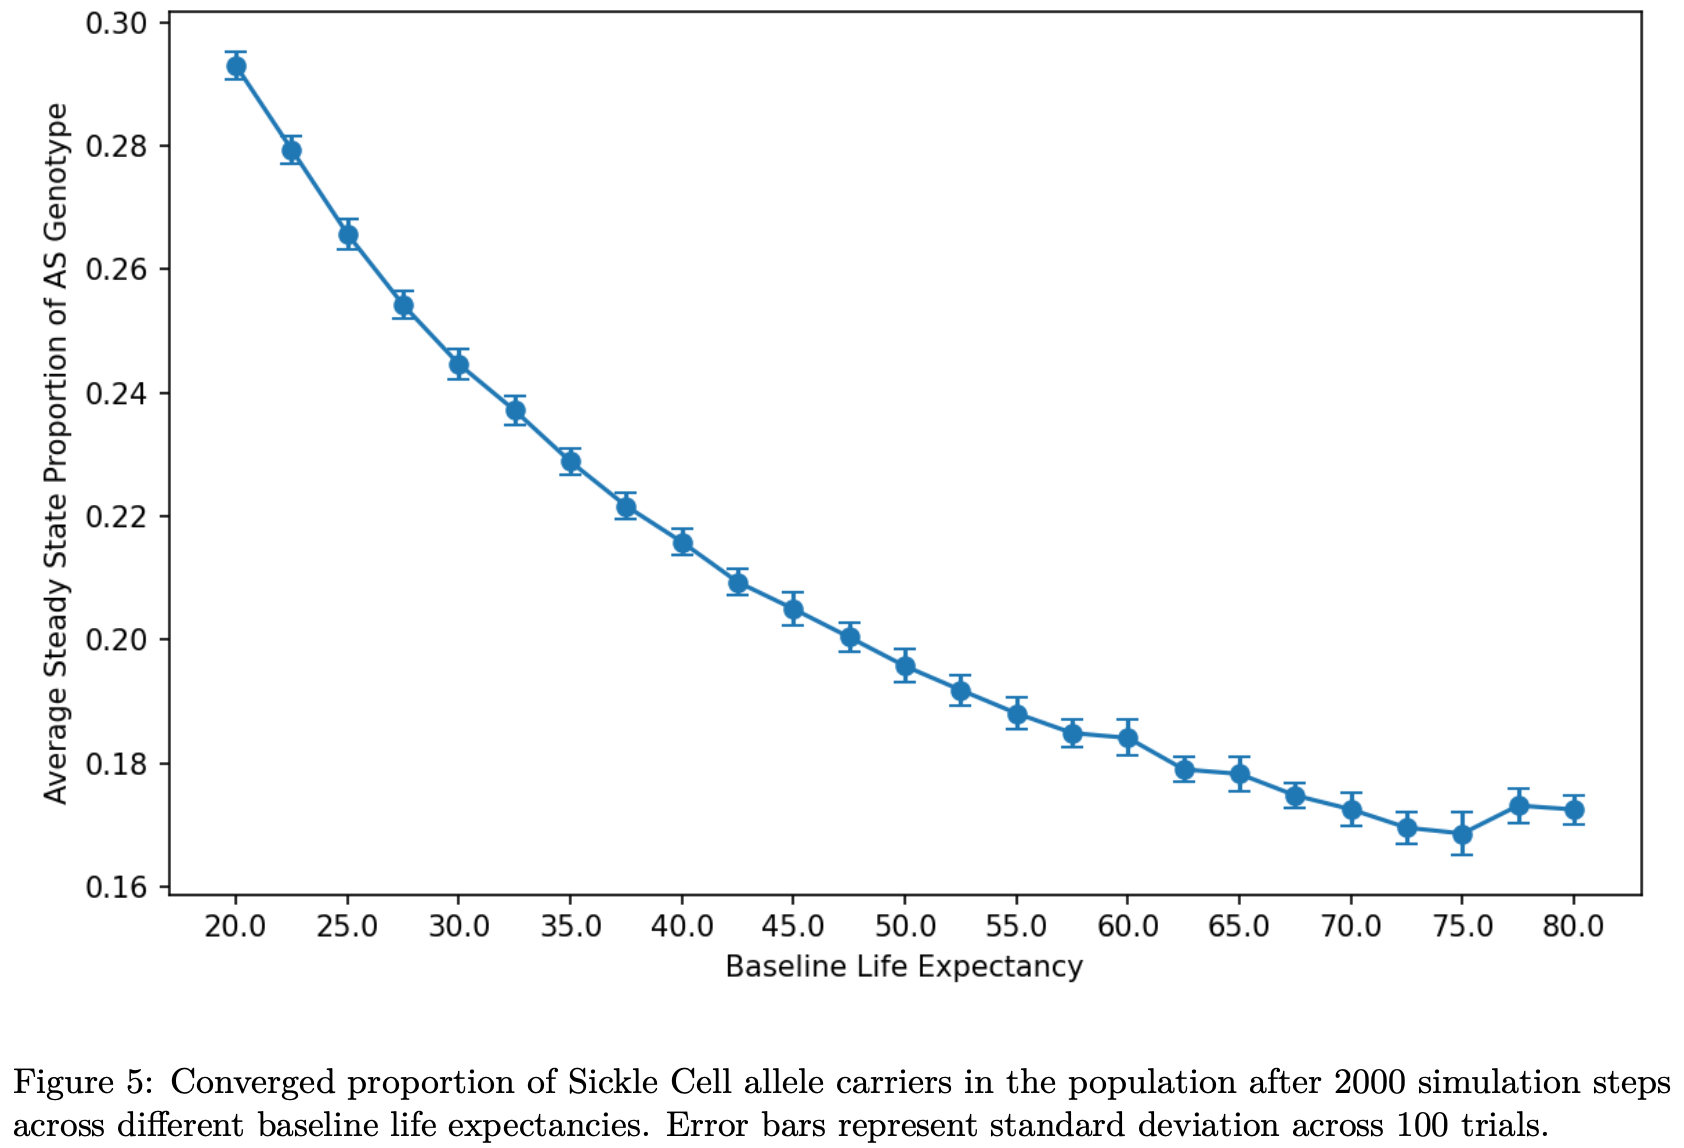 0.30
0.28
0.26
0.24
0.22
0.20
0.18
0.16
Average Steady State Proportion of AS Genotype
20.0 25.0 30.0 35.0 40.0 45.0 50.0 55.0 60.0 65.0 70.0 75.0 80.0
Baseline Life Expectancy
Figure 5: Converged proportion of Sickle Cell allele carriers in the population after 2000 simulation steps
across different baseline life expectancies. Error bars represent standard deviation across 100 trials.